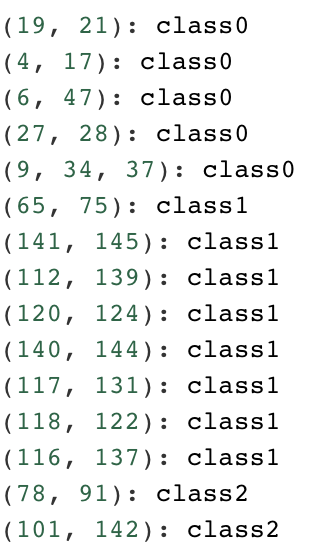 (19, 21): class0
(4, 17): class0
(6, 47): class0
(27, 28): class0
(9, 34, 37): class0
(65, 75): class1
(141, 145): class1
(112, 139): class1
(120, 124): class1
(140, 144): class1
(117, 131): class1
(118, 122): class1
(116, 137): class1
(78, 91): class2
(101, 142): class2